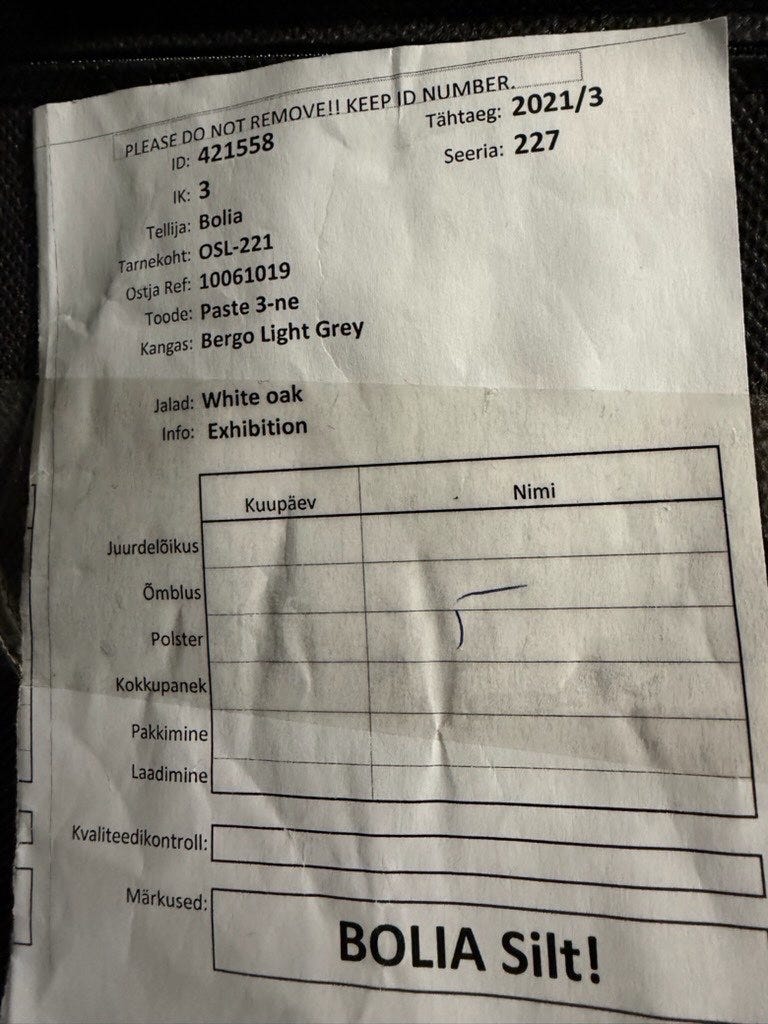 PLEASE DO NOT REMOVE!! KEEP ID NUMBER.
ID: 421558
Tähtaeg: 2021/3
IK: 3
Seeria: 227
Tellija: Bolia
Tarnekoht: OSL-221
Ostja Ref: 10061019
Toode: Paste 3-ne
Kangas: Bergo Light Grey
Jalad: White oak
Info: Exhibition
Kuupäev Nimi
Juurdelõikus
Õmblus
Polster
Kokkupanek
Pakkimine
Laadimine
Kvaliteedikontroll:
Märkused:
BOLIA Silt!